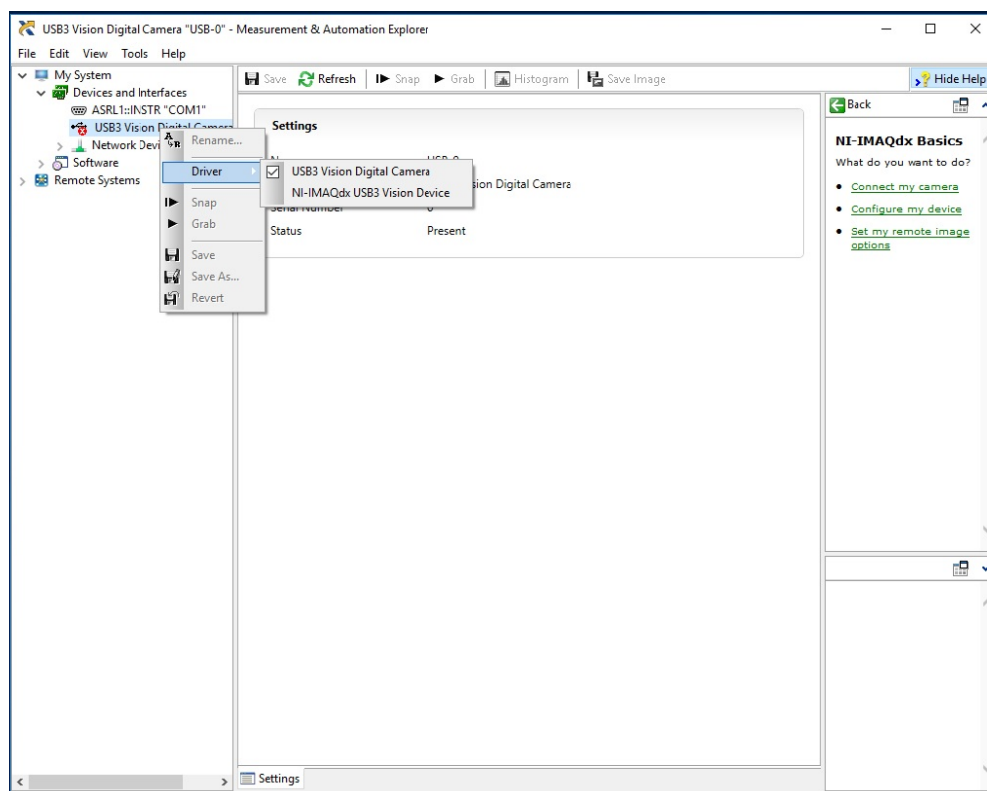 USB3 Vision Digital Camera "USB-0" - Measurement & Automation Explorer
File Edit View Tools Help
My System
Devices and Interfaces
ASRL1::INSTR "COM1"
USB3 Vision Digital Camera
Network Devi
Software
Remote Systems
Rename...
Driver
Snap
Grab
Save
Save As...
Revert
USB3 Vision Digital Camera
NI-IMAQdx USB3 Vision Device
Save Refresh Snap Grab Histogram Save Image
Hide Help
Settings
sion Digital Camera
Serial Number
Status Present
Settings
Back
NI-IMAQdx Basics
What do you want to do?
Connect my camera
Configure my device
Set my remote image
options